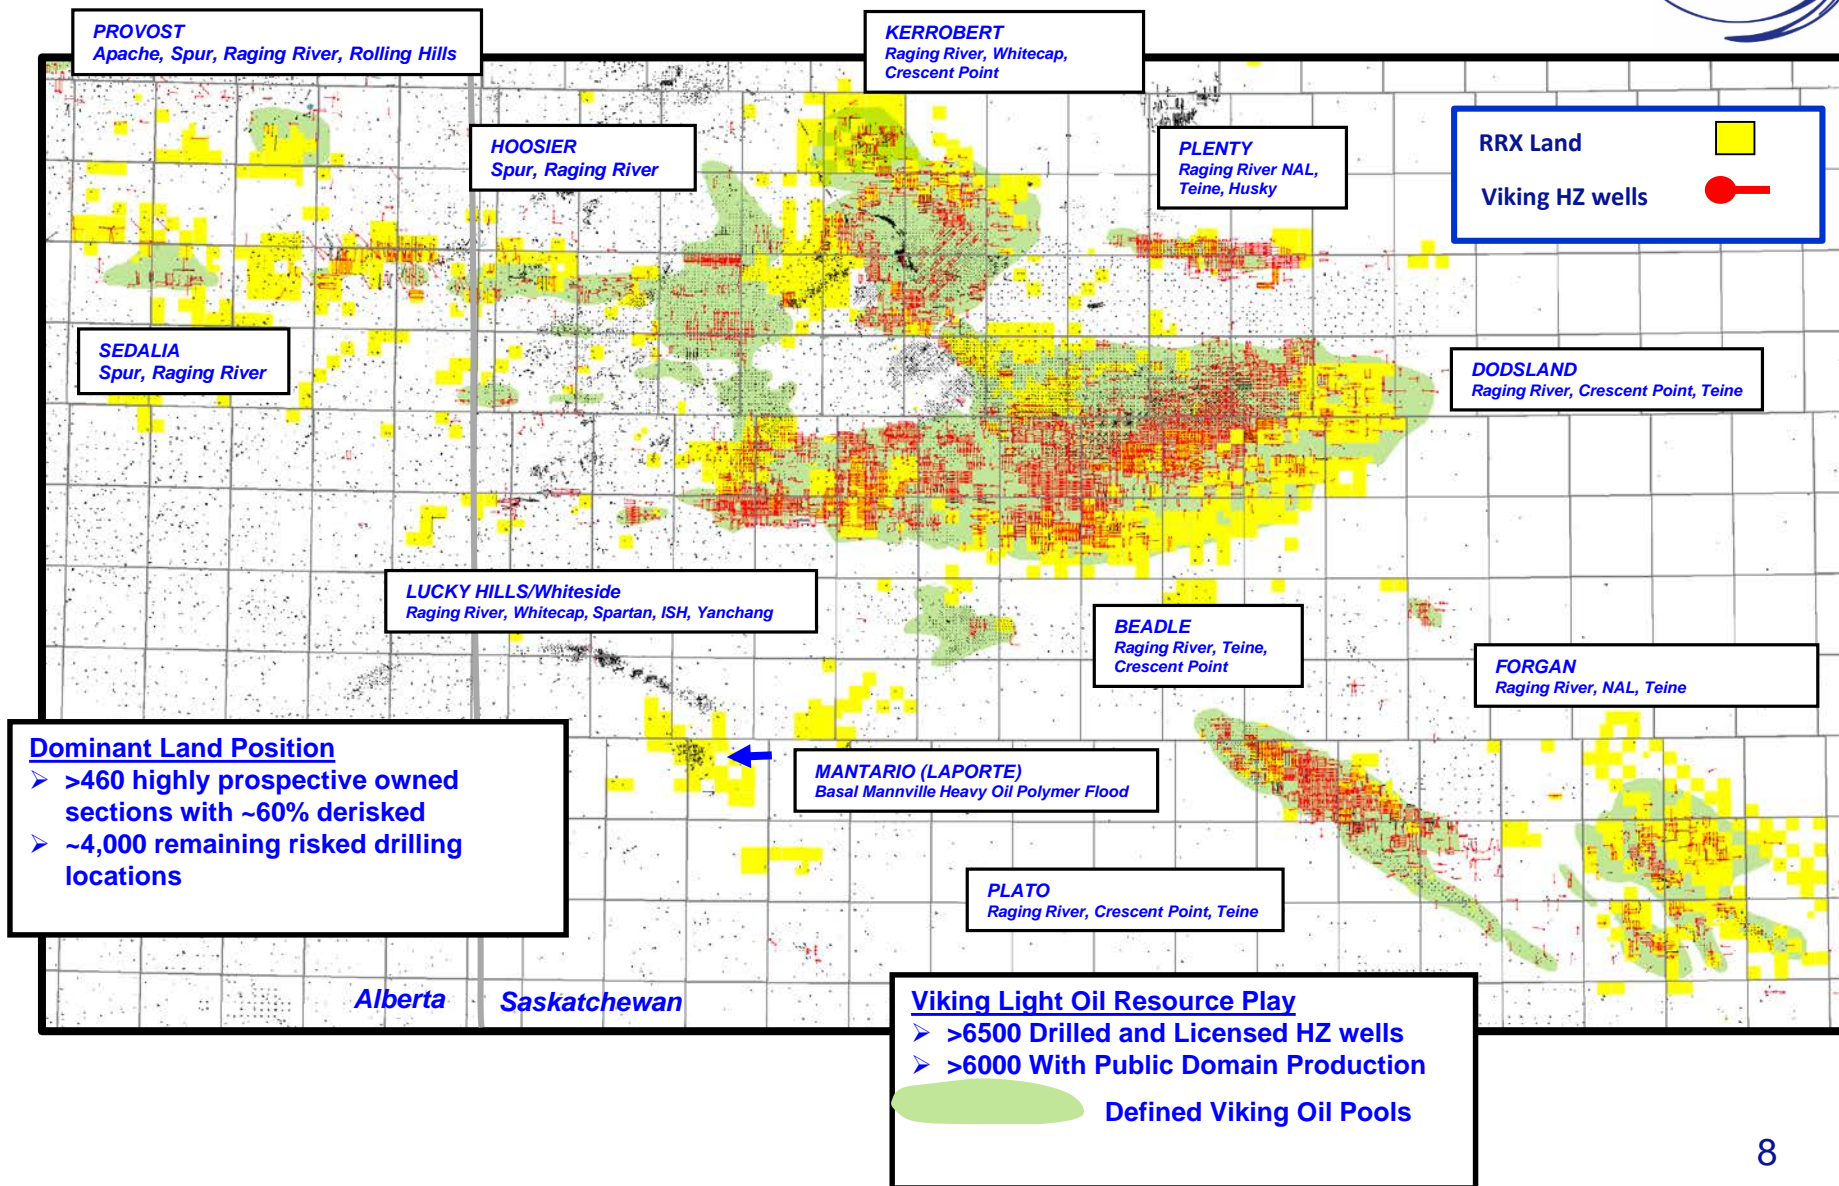 PROVOST
Apache, Spur, Raging River, Rolling Hills
KERROBERT
Raging River, Whitecap,
Crescent Point
HOOSIER
Spur, Raging River
PLENTY
Raging River NAL,
Teine, Husky
RRX Land
Viking HZ wells
SEDALIA
Spur, Raging River
DODSLAND
Raging River, Crescent Point, Teine
LUCKY HILLS/Whiteside
Raging River, Whitecap, Spartan, ISH, Yanchang
BEADLE
Raging River, Teine,
Crescent Point
FORGAN
Raging River, NAL, Teine
Dominant Land Position
➢ >460 highly prospective owned
sections with ~60% derisked
➢ ~4,000 remaining risked drilling
locations
MANTARIO (LAPORTE)
Basal Mannville Heavy Oil Polymer Flood
PLATO
Raging River, Crescent Point, Teine
Alberta
Saskatchewan
Viking Light Oil Resource Play
➢ >6500 Drilled and Licensed HZ wells
➢ >6000 With Public Domain Production
Defined Viking Oil Pools
8